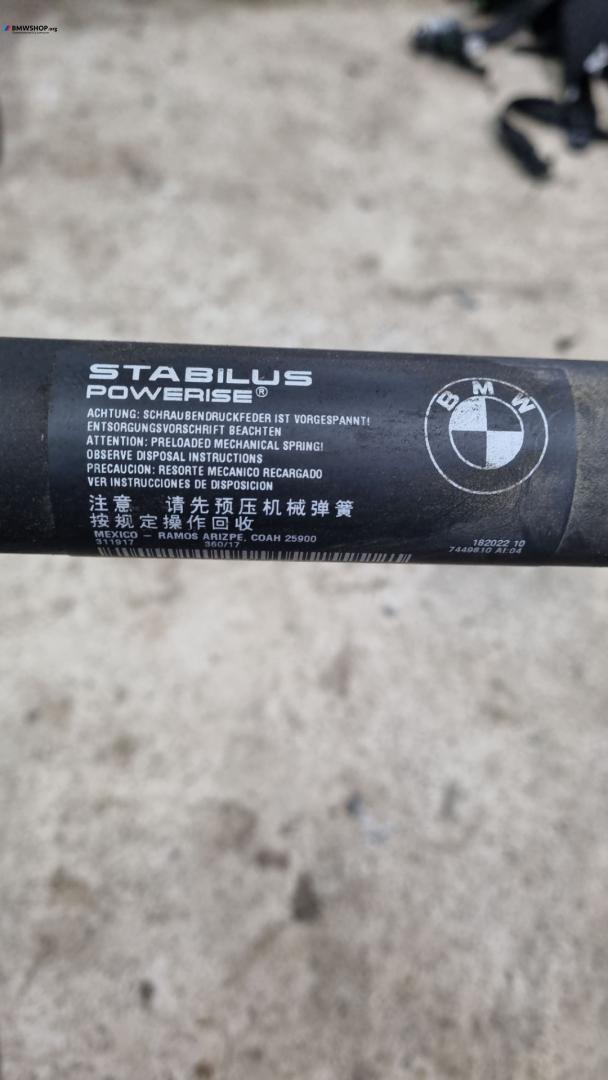 BMWSHOP.org
STABILUS
POWERISE®
ACHTUNG: SCHRAUBENDRUCKFEDER IST VORGESPANNT!
ENTSORGUNGSVORSCHRIFT BEACHTEN
ATTENTION: PRELOADED MECHANICAL SPRING!
OBSERVE DISPOSAL INSTRUCTIONS
PRECAUCION: RESORTE MECANICO RECARGADO
VER INSTRUCCIONES DE DISPOSICION
注意 请先预压机械弹簧
按规定操作回收
MEXICO - RAMOS ARIZPE, COAH 25900
311917 360/17
BMW
182022 10
7449810 AI:04